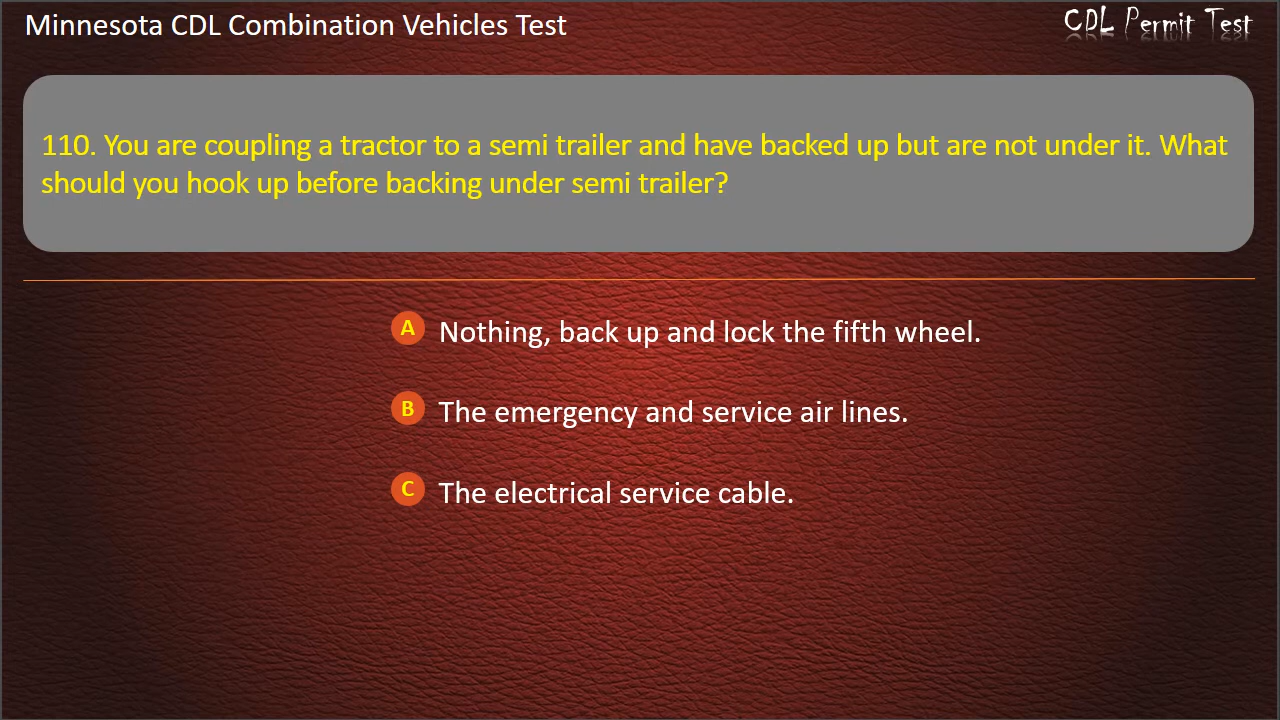 Minnesota CDL Combination Vehicles Test
CDL Permit Test
110. You are coupling a tractor to a semi trailer and have backed up but are not under it. What
should you hook up before backing under semi trailer?
A Nothing, back up and lock the fifth wheel.
B The emergency and service air lines.
C The electrical service cable.